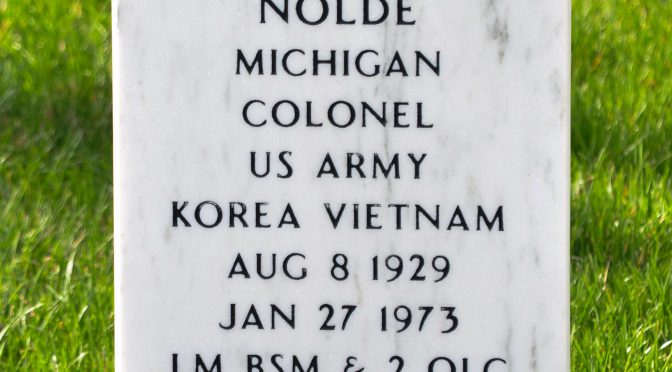 NOLDE
MICHIGAN
COLONEL
US ARMY
KOREA VIETNAM
AUG 8 1929
JAN 27 1973
LM BSM & 2 OLC